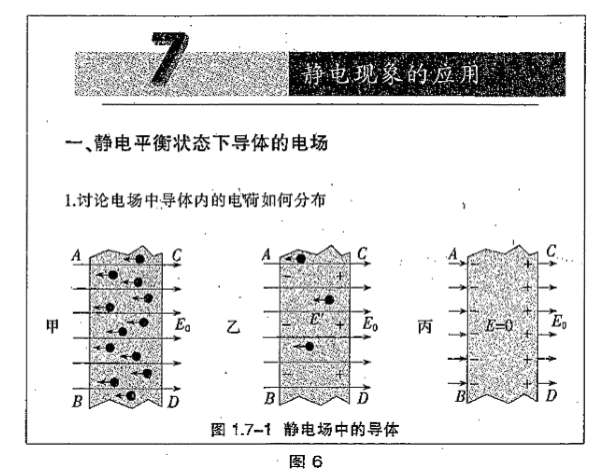 7
静电现象的应用
一、静电平衡状态下导体的电场
1.讨论电场中导体内的电荷如何分布
A C A C A C
甲 E₀ 乙 E' E₀ 丙 E=0 E₀
- + - +
- + - +
- + - +
B D B D B D
图 1.7-1 静电场中的导体
图 6